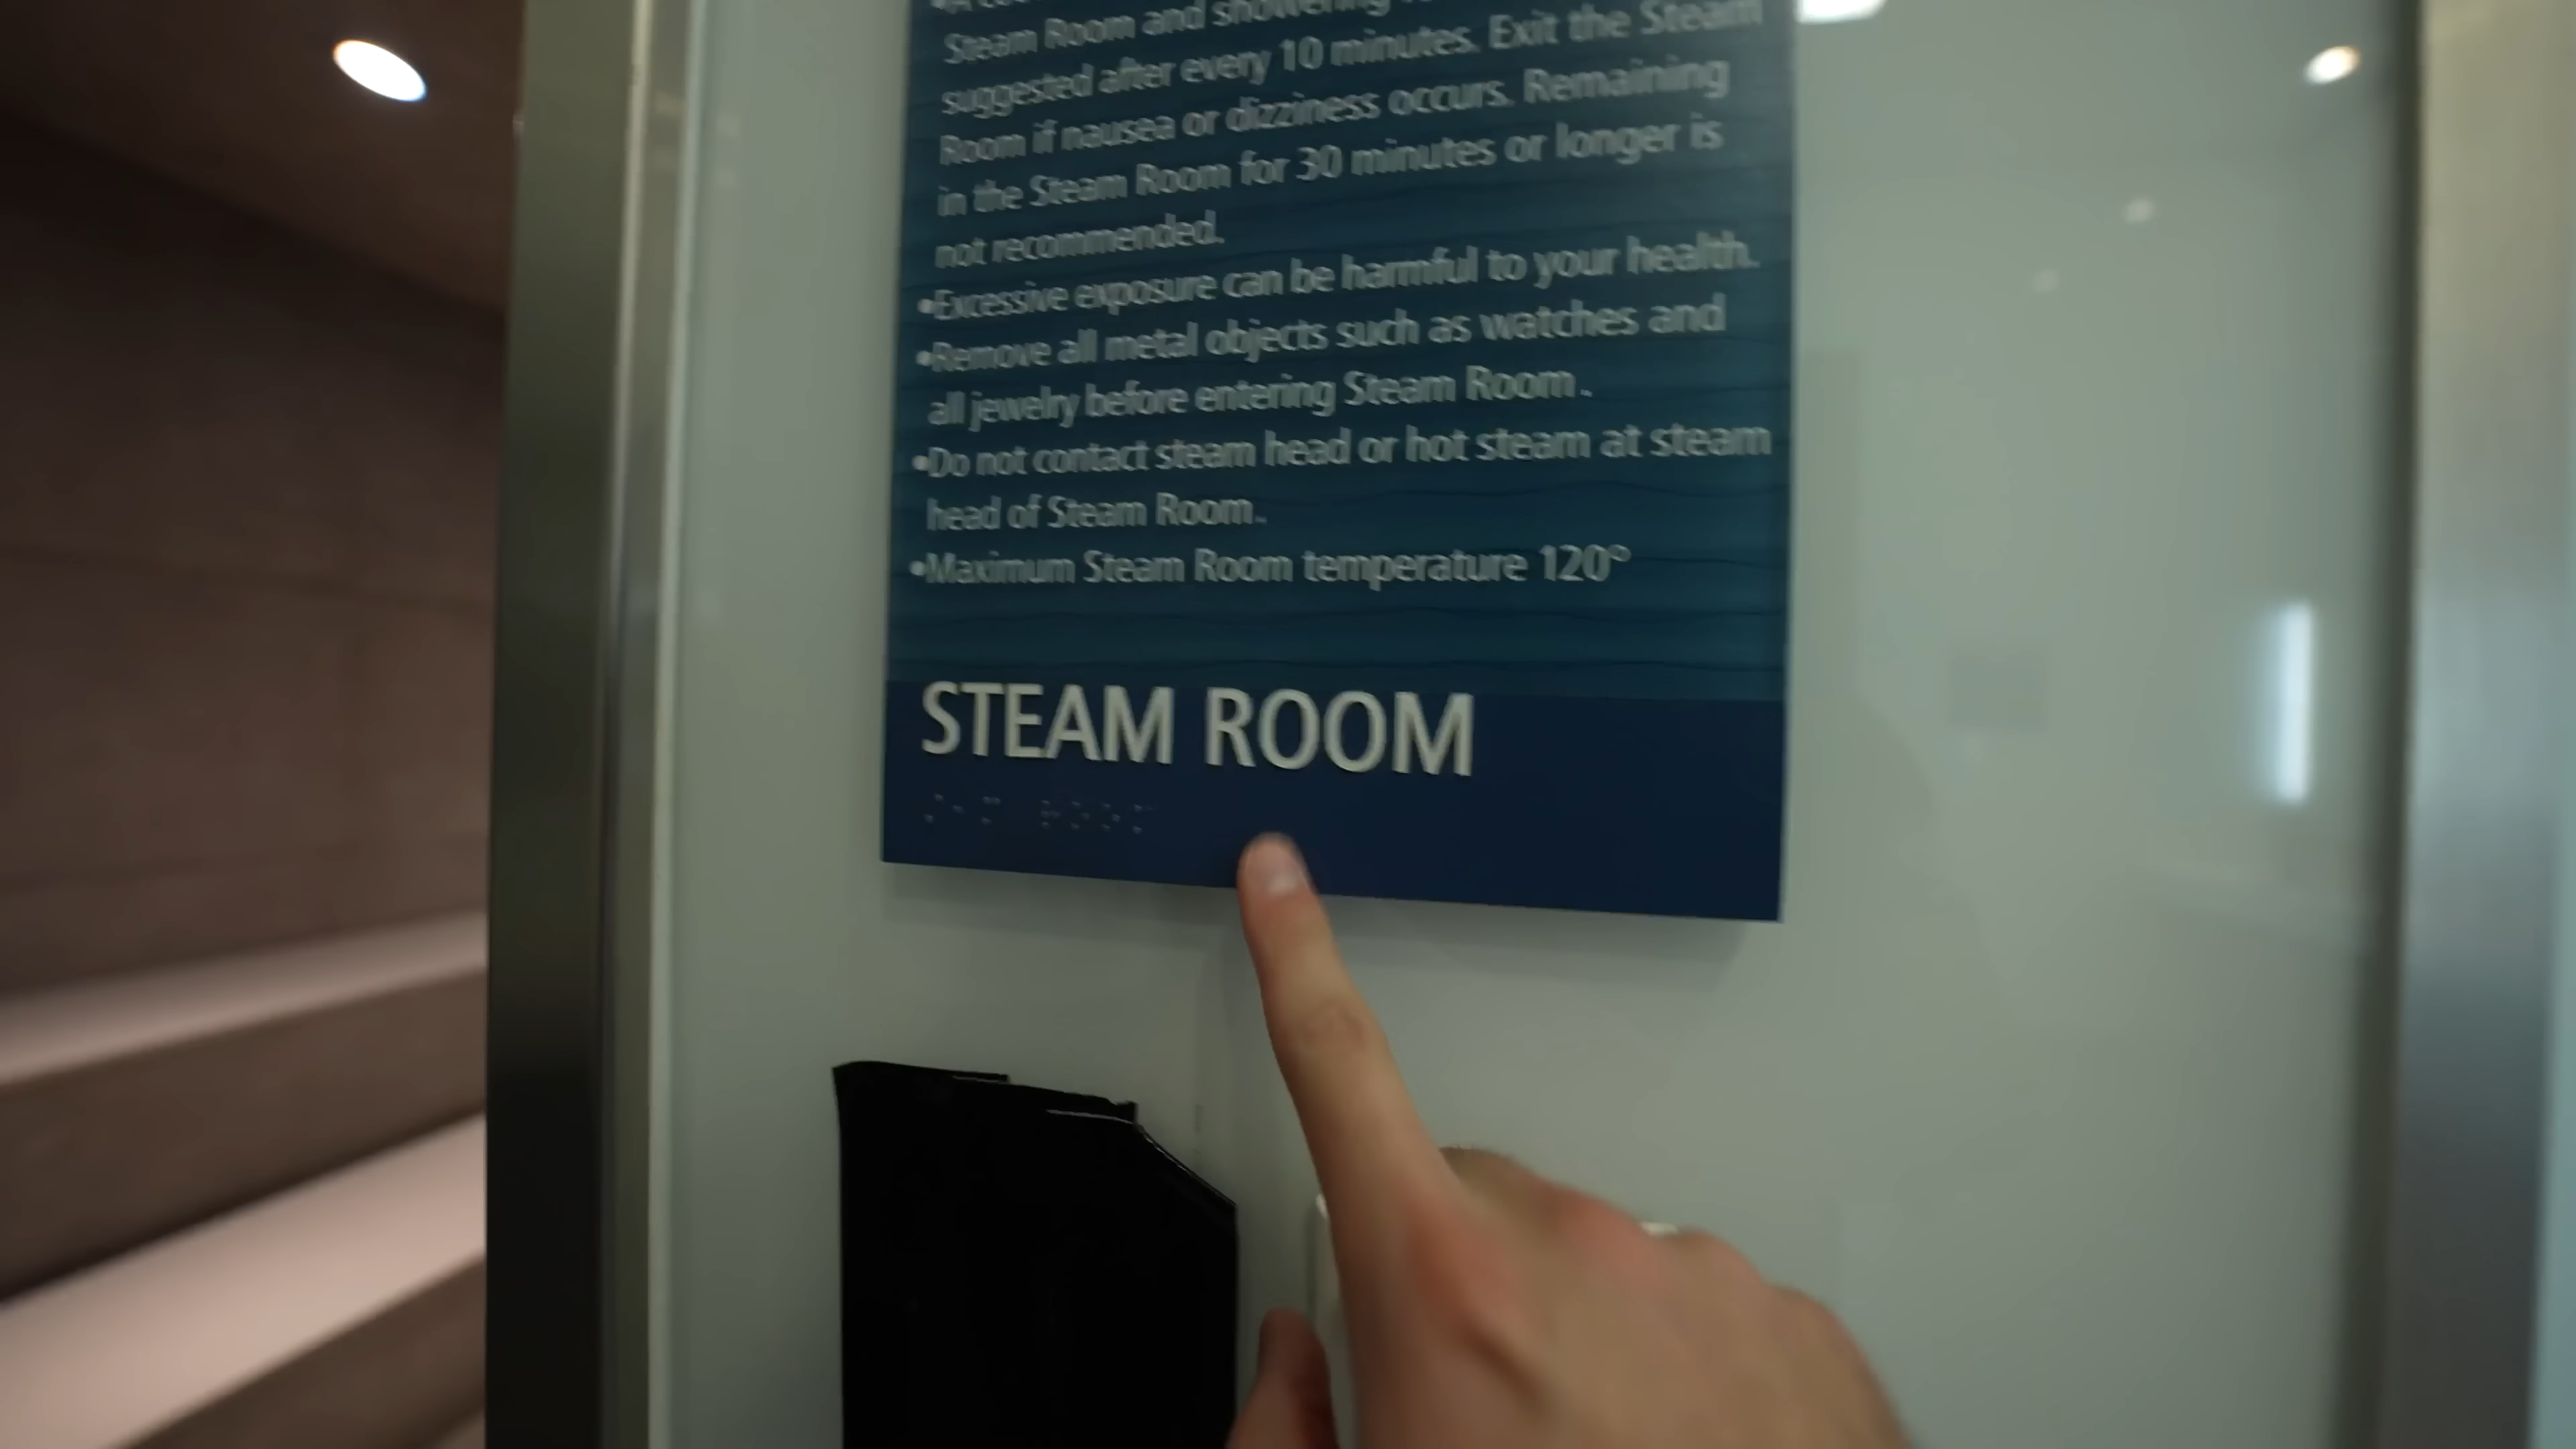 Steam Room and showering
suggested after every 10 minutes. Exit the Steam
Room if nausea or dizziness occurs. Remaining
in the Steam Room for 30 minutes or longer is
not recommended.
•Excessive exposure can be harmful to your health.
•Remove all metal objects such as watches and
all jewelry before entering Steam Room.
•Do not contact steam head or hot steam at steam
head of Steam Room.
•Maximum Steam Room temperature 120°
STEAM ROOM